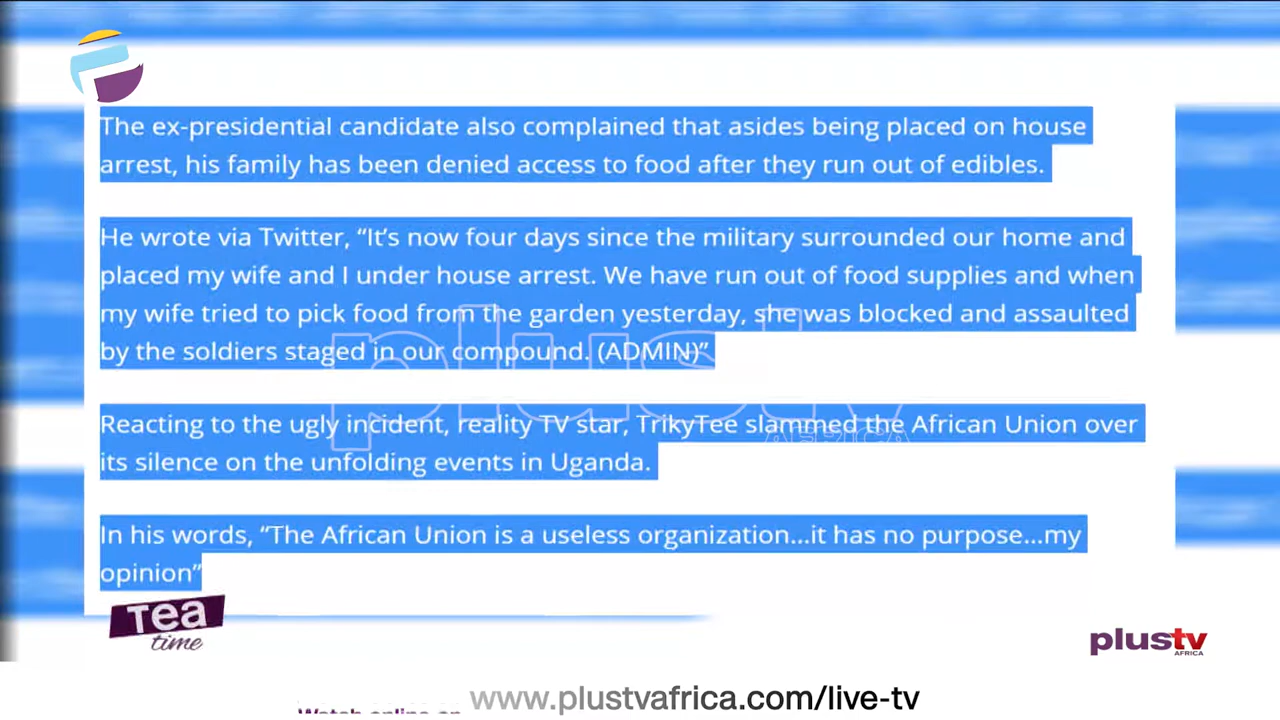 The ex-presidential candidate also complained that asides being placed on house
arrest, his family has been denied access to food after they run out of edibles.
He wrote via Twitter, “It’s now four days since the military surrounded our home and
placed my wife and I under house arrest. We have run out of food supplies and when
my wife tried to pick food from the garden yesterday, she was blocked and assaulted
by the soldiers staged in our compound. (ADMIN)”
plustv
AFRICA
Reacting to the ugly incident, reality TV star, TrikyTee slammed the African Union over
its silence on the unfolding events in Uganda.
In his words, “The African Union is a useless organization...it has no purpose...my
opinion”
Tea
time
plustv
AFRICA
Watch online on
www.plustvafrica.com/live-tv